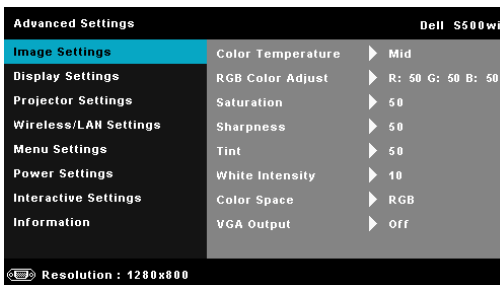 Advanced Settings Dell S500wi
Image Settings Color Temperature Mid
Display Settings RGB Color Adjust R: 50 G: 50 B: 50
Projector Settings Saturation 50
Wireless/LAN Settings Sharpness 50
Menu Settings Tint 50
Power Settings White Intensity 10
Interactive Settings Color Space RGB
Information VGA Output Off
Resolution : 1280x800